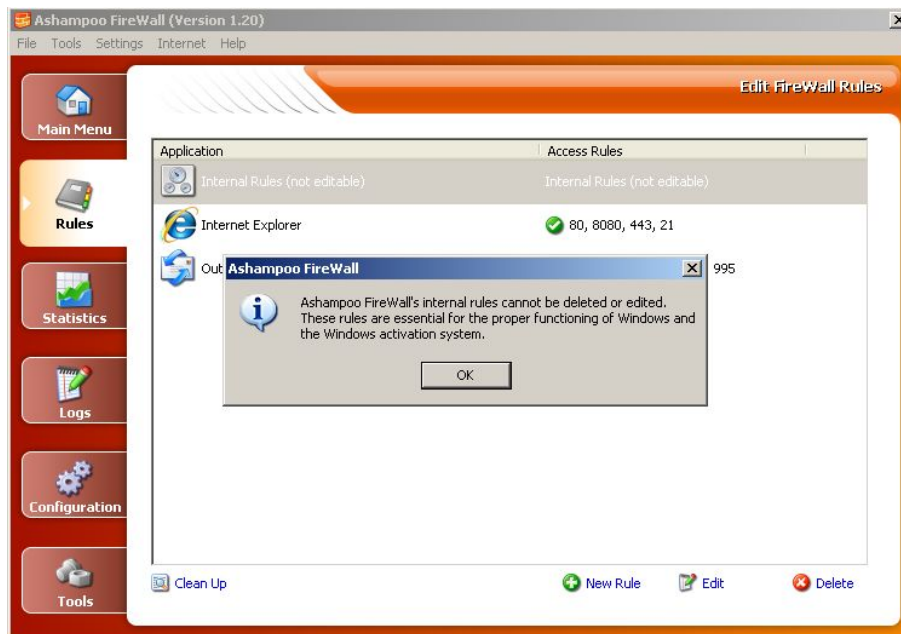 Ashampoo FireWall (Version 1.20)
File Tools Settings Internet Help
Edit FireWall Rules
Main Menu
Rules
Statistics
Logs
Configuration
Tools
Application Access Rules
Internal Rules (not editable) Internal Rules (not editable)
Internet Explorer 80, 8080, 443, 21
Out 995
Ashampoo FireWall
Ashampoo FireWall's internal rules cannot be deleted or edited.
These rules are essential for the proper functioning of Windows and
the Windows activation system.
OK
Clean Up New Rule Edit Delete